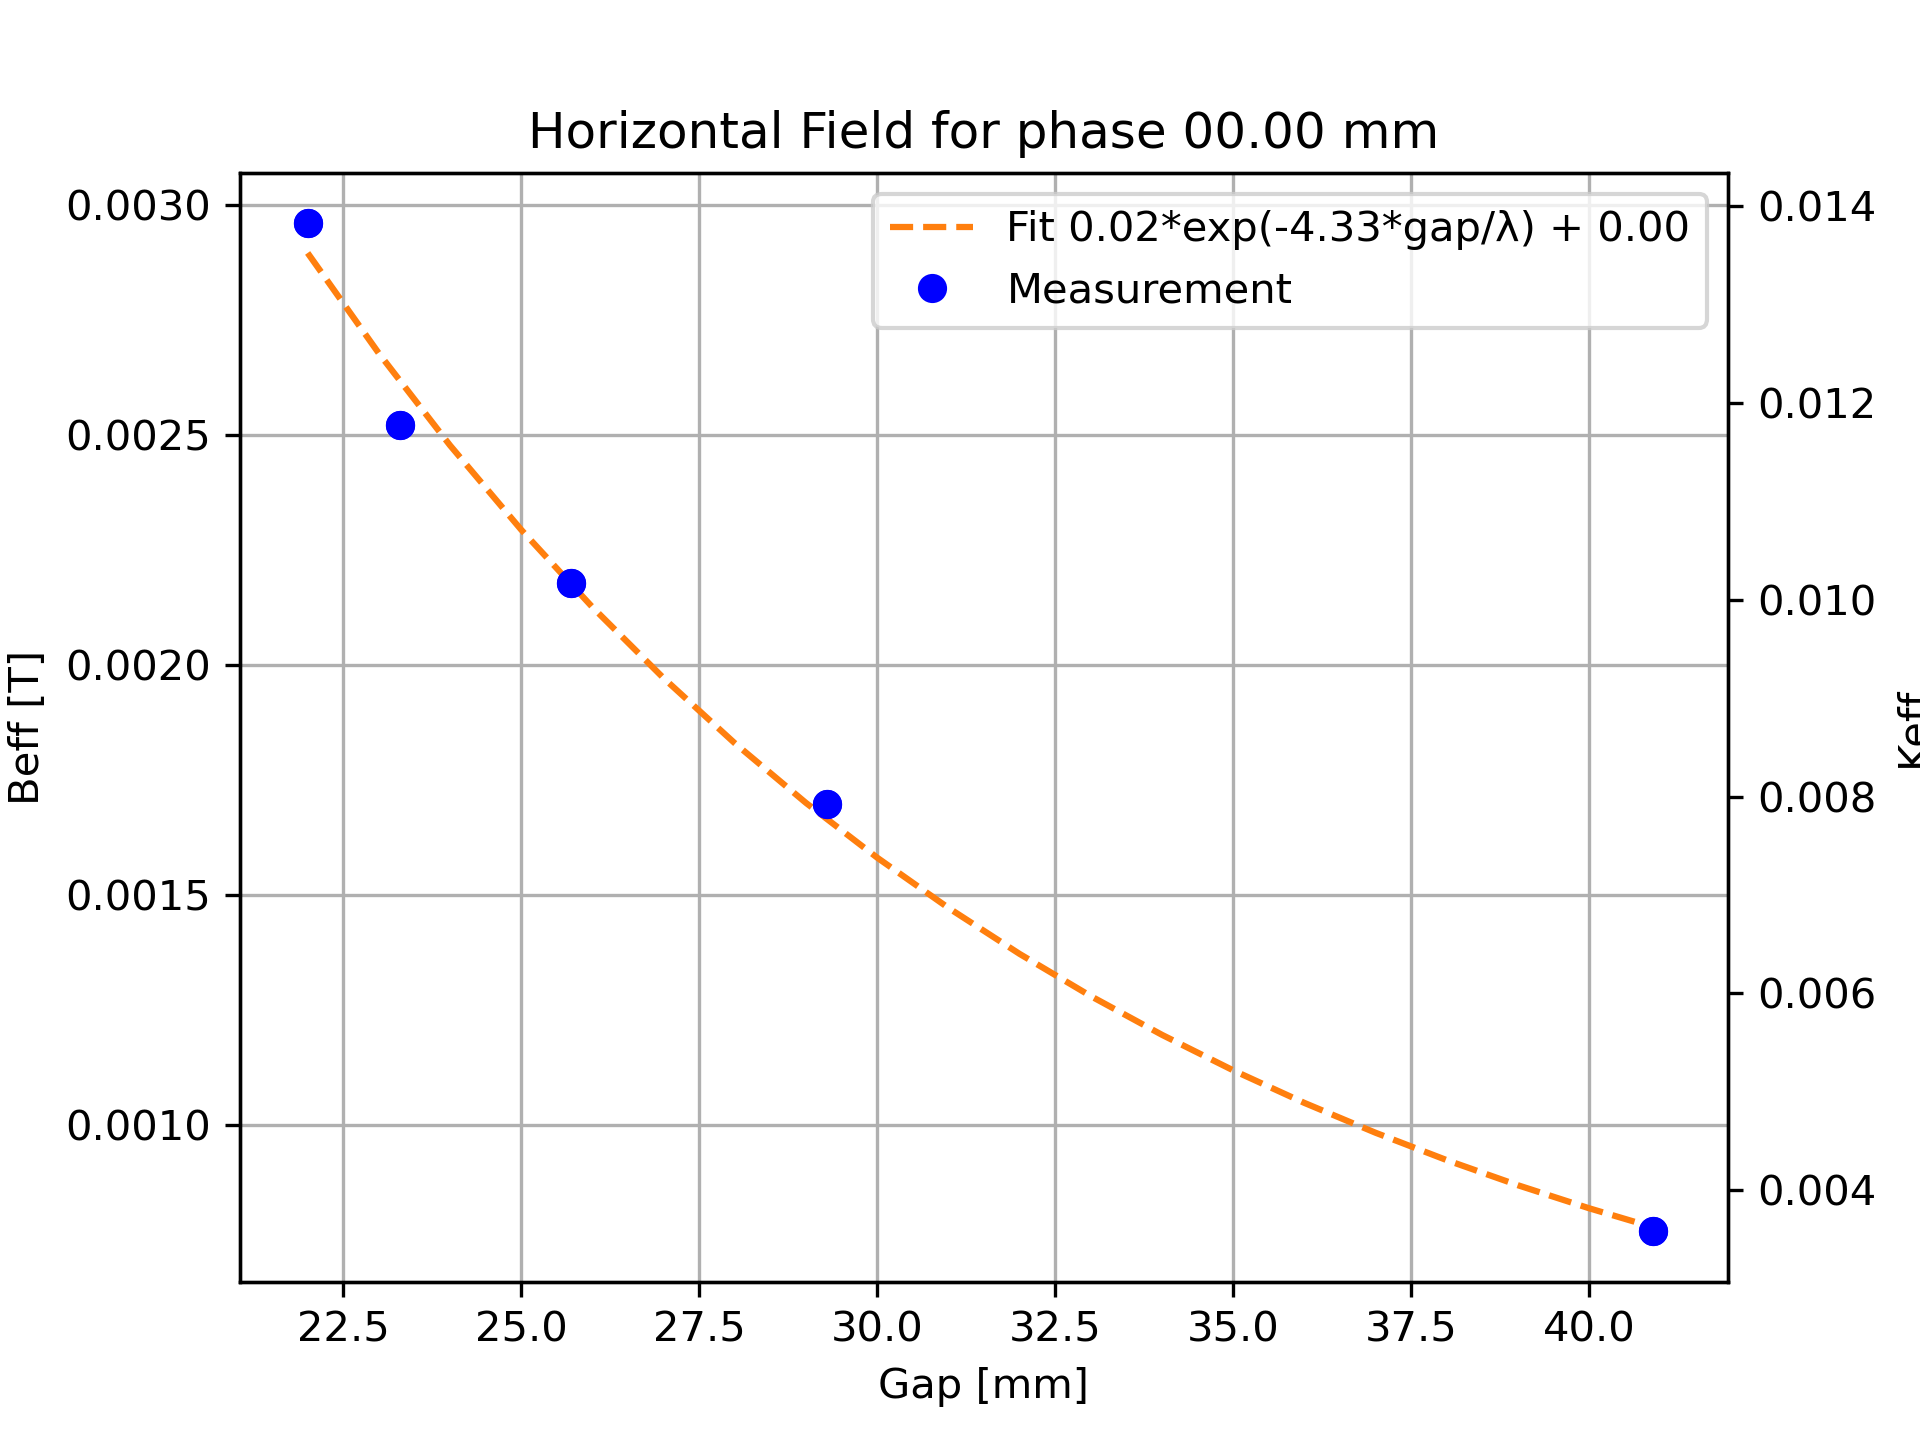 Horizontal Field for phase 00.00 mm
Fit 0.02*exp(-4.33*gap/λ) + 0.00
Measurement
0.0030
0.0025
0.0020
0.0015
0.0010
Beff [T]
0.014
0.012
0.010
0.008
0.006
0.004
Keff
22.5 25.0 27.5 30.0 32.5 35.0 37.5 40.0
Gap [mm]